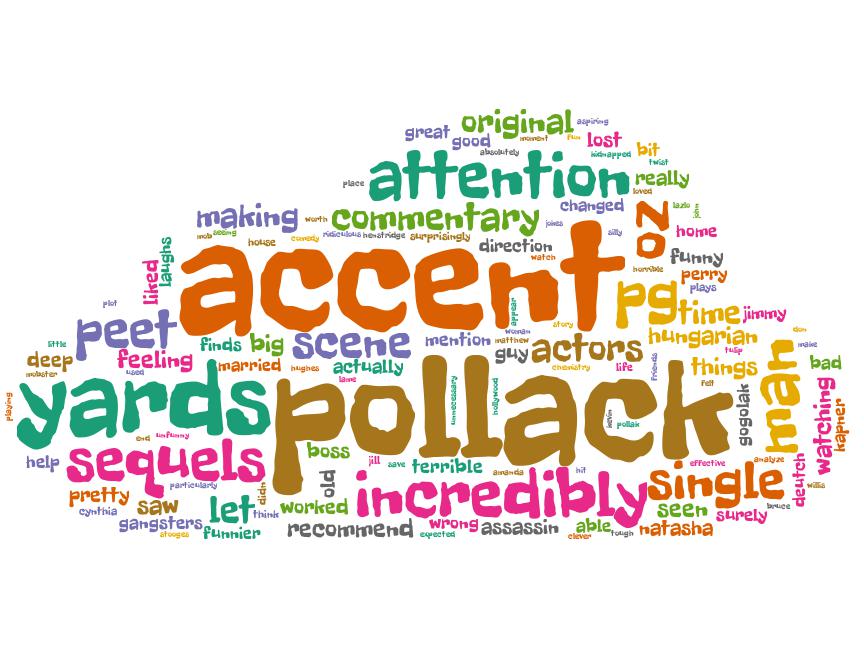 original aspiring
great good moment fun lost
absolutely kidnapped bit
twist
place attention really
loved
making worth commentary changed lazlo john
mob seems jokes silly oz home
house comedy ridiculous henstridge surprisingly direction
watch
liked laughs accent horrible funny
perry
plays
plot appear pg time jimmy
peet story
little finds big scene mention woman matthew hungarian don
make
deep feeling married actually guy actors tusp
mobster used hughes lame chemistry life friends things bad
felt
playing yards pollack man
unnecessary hollywood kevin pollak gogolak watching kapner
end unfunny
help sequels boss
jill save terrible amanda hit effective analyze
particularly old incredibly single deutch willis
pretty didn
cynthia saw let think worked seen surely bruce
gangsters recommend wrong assassin able natasha
stooges funnier expected clever tough